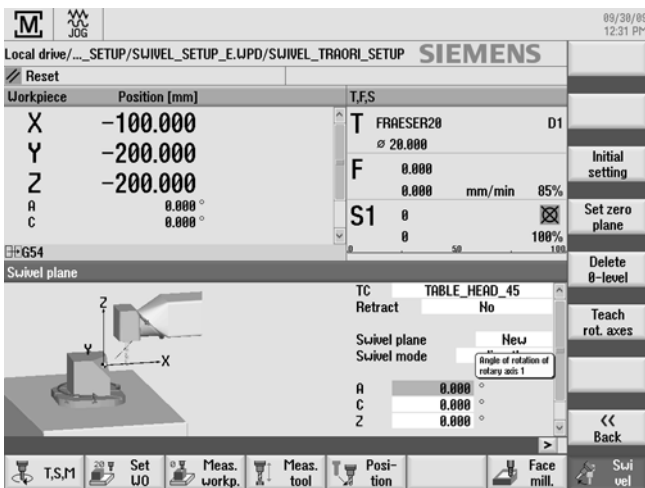 M
JOG
09/30/09
12:31 PM
Local drive/..._SETUP/SWIVEL_SETUP_E.WPD/SWIVEL_TRAORI_SETUP
SIEMENS
Reset
Workpiece Position [mm]
T,F,S
X -100.000
Y -200.000
Z -200.000
A 0.000 °
C 0.000 °
G54
T FRAESER20 D1
ø 20.000
F 0.000
0.000 mm/min 85%
S1 0
0 100%
0 50 100
Swivel plane
Z
Y
X
TC TABLE_HEAD_45
Retract No
Swivel plane New
Swivel mode
Angle of rotation of
rotary axis 1
A 0.000 °
C 0.000 °
Z 0.000 °
>
Initial
setting
Set zero
plane
Delete
0-level
Teach
rot. axes
<<
Back
T,S,M
Set
WO
Meas.
workp.
Meas.
tool
Posi-
tion
Face
mill.
Swi
vel